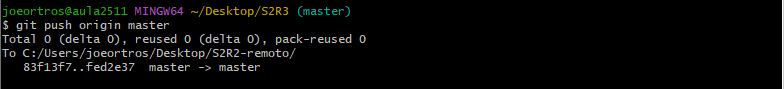 joeortros@aula2511 MINGW64 ~/Desktop/S2R3 (master)
$ git push origin master
Total 0 (delta 0), reused 0 (delta 0), pack-reused 0
To C:/Users/joeortros/Desktop/S2R2-remoto/
   83f13f7..fed2e37  master -> master